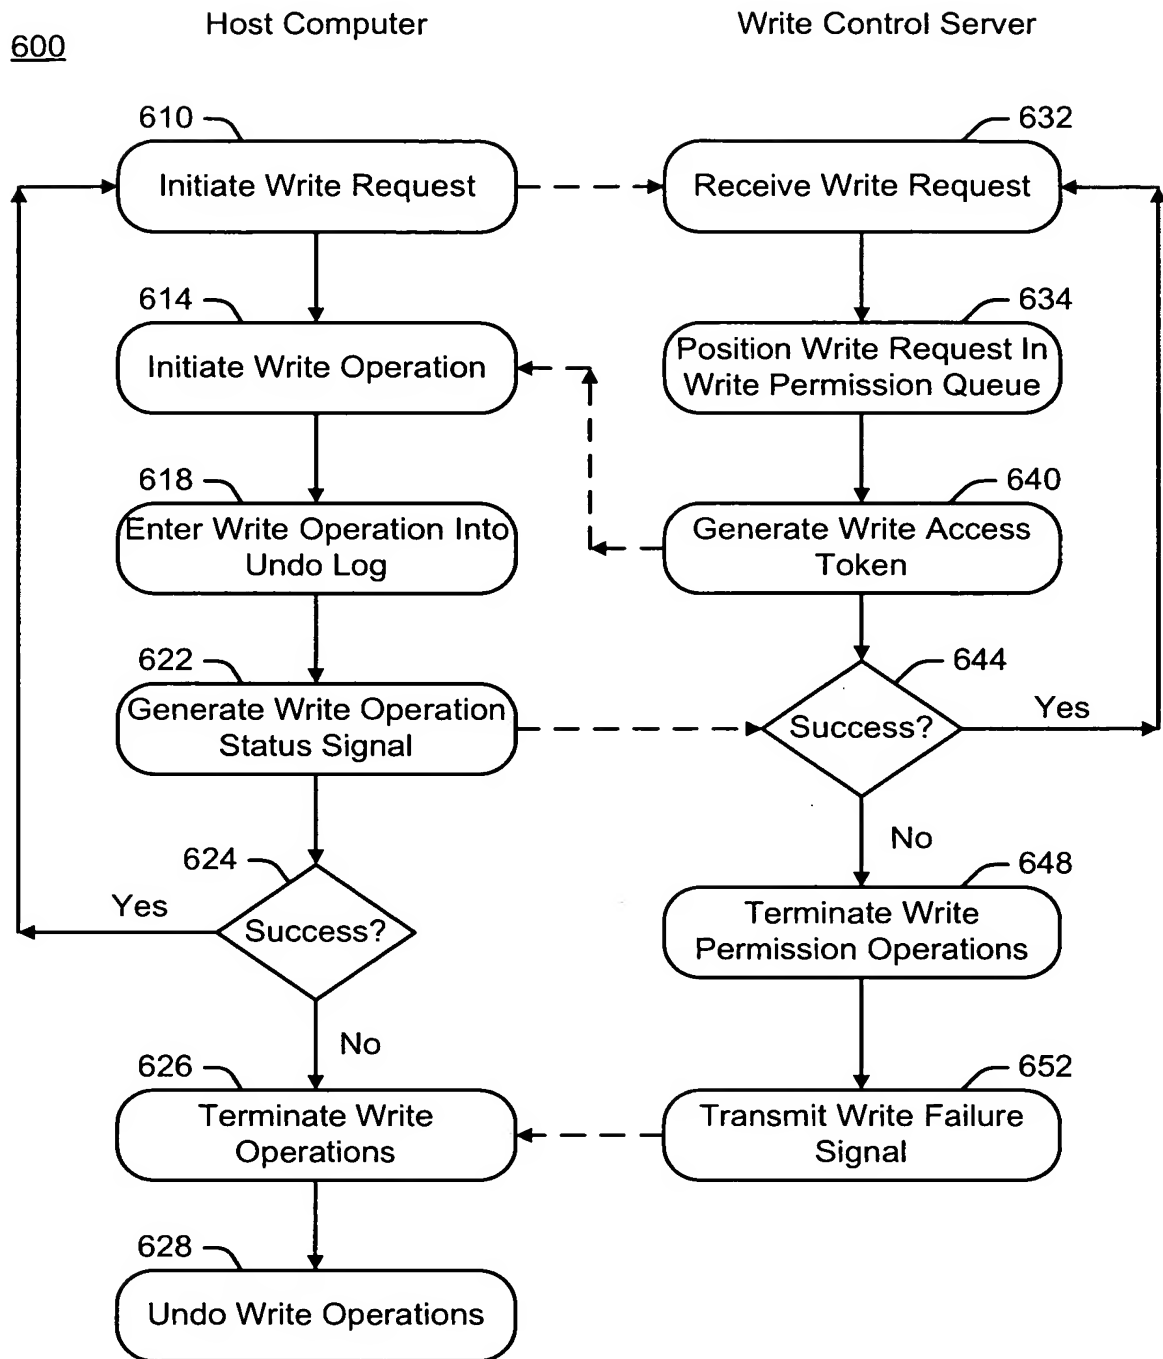 Host Computer
Write Control Server
600
610
632
Initiate Write Request
Receive Write Request
614
634
Initiate Write Operation
Position Write Request In
Write Permission Queue
618
640
Enter Write Operation Into
Undo Log
Generate Write Access
Token
622
644
Generate Write Operation
Status Signal
Success?
Yes
No
624
648
Yes
Success?
Terminate Write
Permission Operations
No
626
652
Terminate Write
Operations
Transmit Write Failure
Signal
628
Undo Write Operations